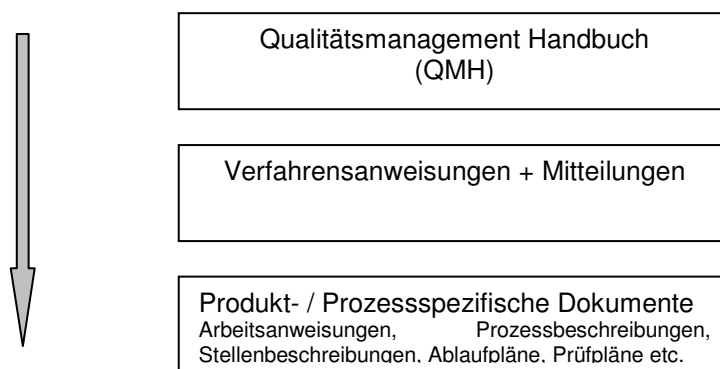 Qualitätsmanagement Handbuch
(QMH)
Verfahrensanweisungen + Mitteilungen
Produkt- / Prozessspezifische Dokumente
Arbeitsanweisungen, Prozessbeschreibungen,
Stellenbeschreibungen, Ablaufpläne, Prüfpläne etc.